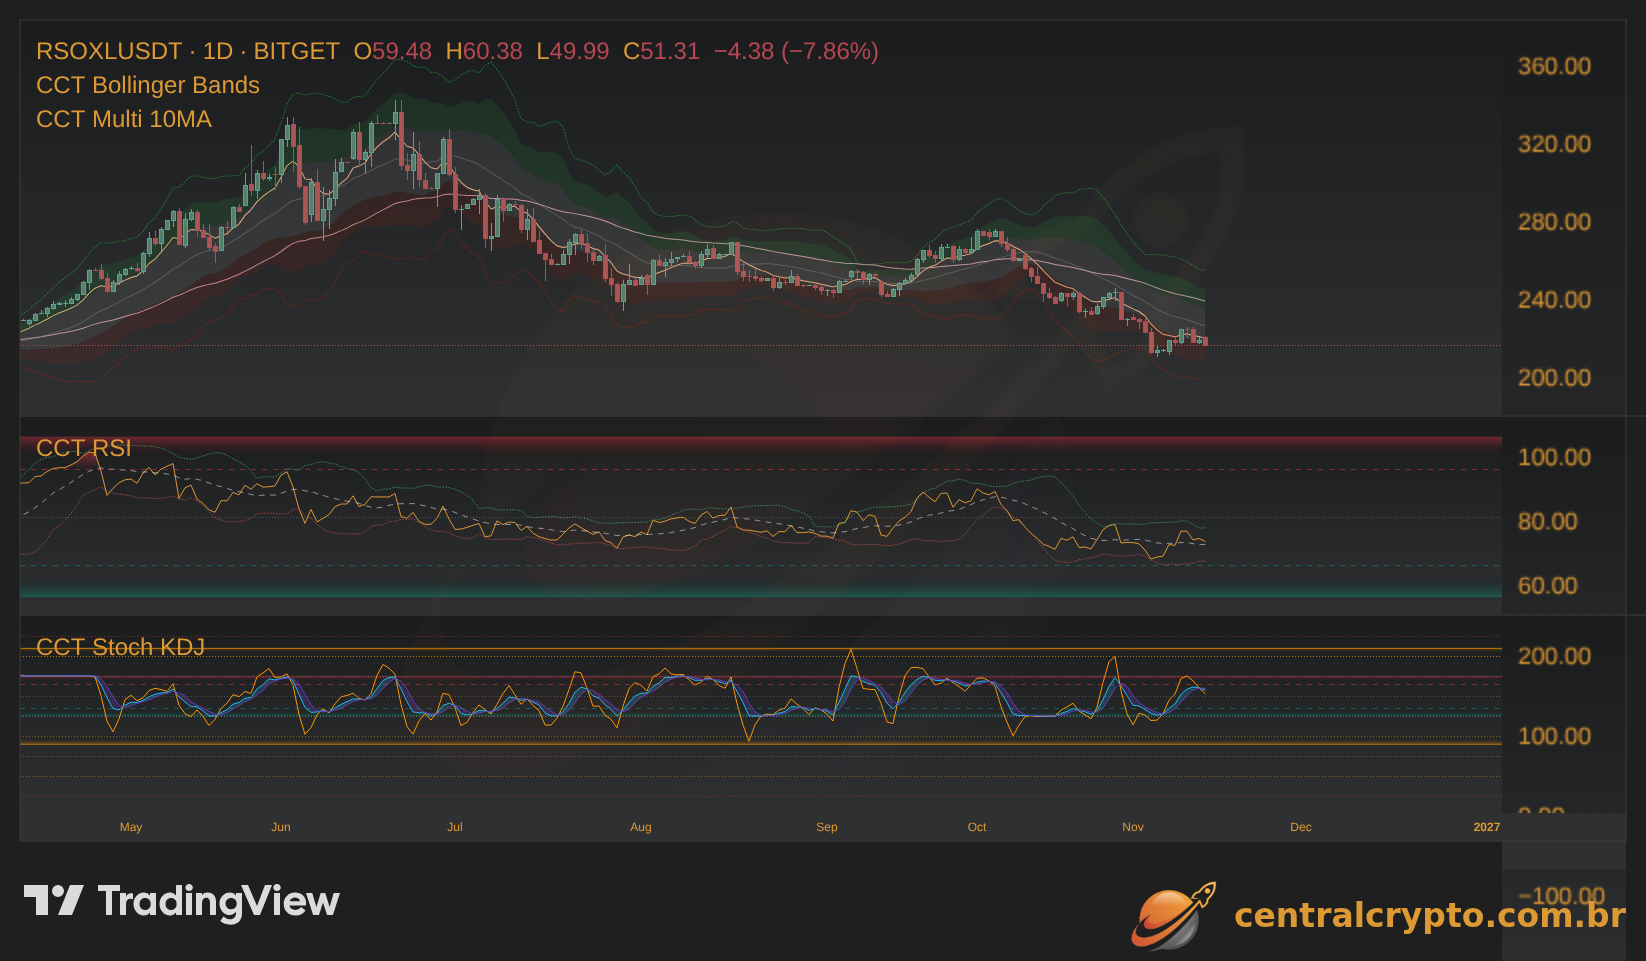 RSOXLUSDT · 1D · BITGET O59.48 H60.38 L49.99 C51.31 −4.38 (−7.86%)
CCT Bollinger Bands
CCT Multi 10MA
360.00
320.00
280.00
240.00
200.00
CCT RSI
100.00
80.00
60.00
CCT Stoch KDJ
200.00
100.00
May Jun Jul Aug Sep Oct Nov Dec 2027
−100.00
TradingView
centralcrypto.com.br